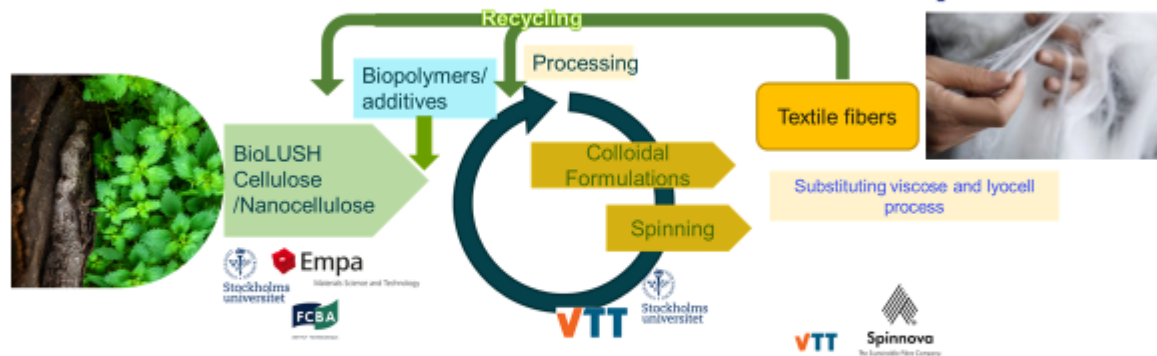 Recycling
Processing
Biopolymers/
additives
Textile fibers
BioLUSH
Cellulose
/Nanocellulose
Colloidal
Formulations
Spinning
Substituting viscose and lyocell
process
Stockholms
universitet
Empa
Materials Science and Technology
FCBA
VTT
Stockholms
universitet
VTT
Spinnova
The Sustainable Fibre Company